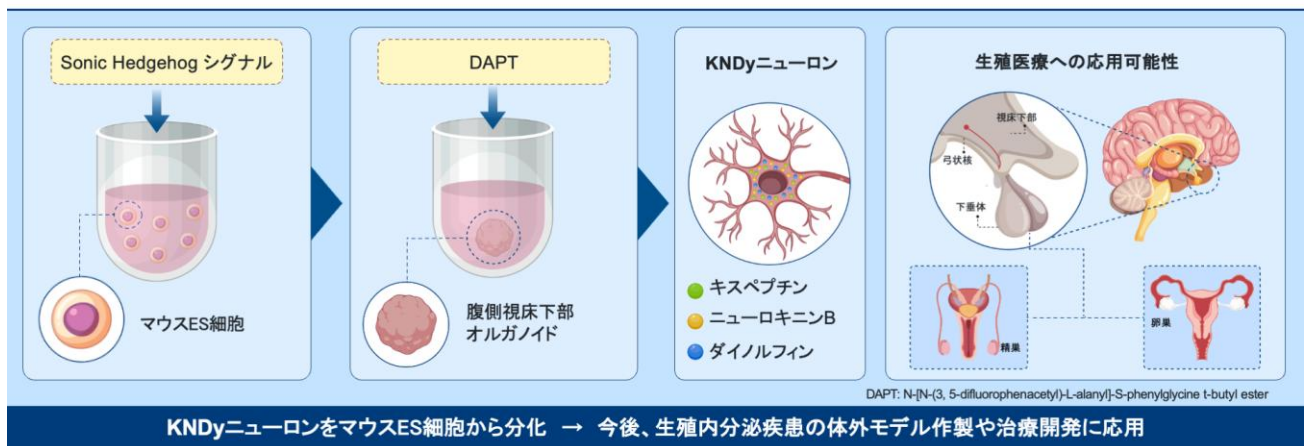 Sonic Hedgehog シグナル
マウスES細胞
DAPT
腹側視床下部
オルガノイド
KNDyニューロン
キスペプチン
ニューロキニンB
ダイノルフィン
生殖医療への応用可能性
視床下部
弓状核
下垂体
精巣
卵巣
DAPT: N-[N-(3, 5-difluorophenacetyl)-L-alanyl]-S-phenylglycine t-butyl ester
KNDyニューロンをマウスES細胞から分化 → 今後、生殖内分泌疾患の体外モデル作製や治療開発に応用